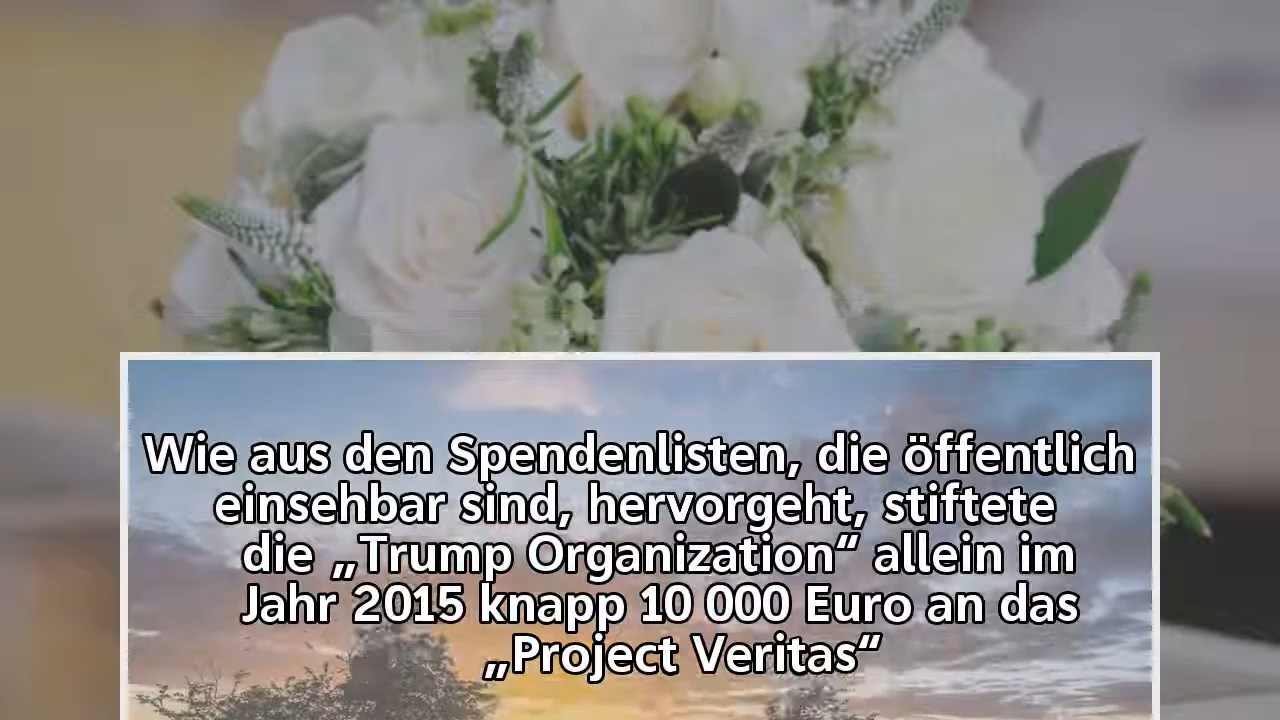 Wie aus den Spendenlisten, die öffentlich
einsehbar sind, hervorgeht, stiftete
die „Trump Organization“ allein im
Jahr 2015 knapp 10 000 Euro an das
„Project Veritas“